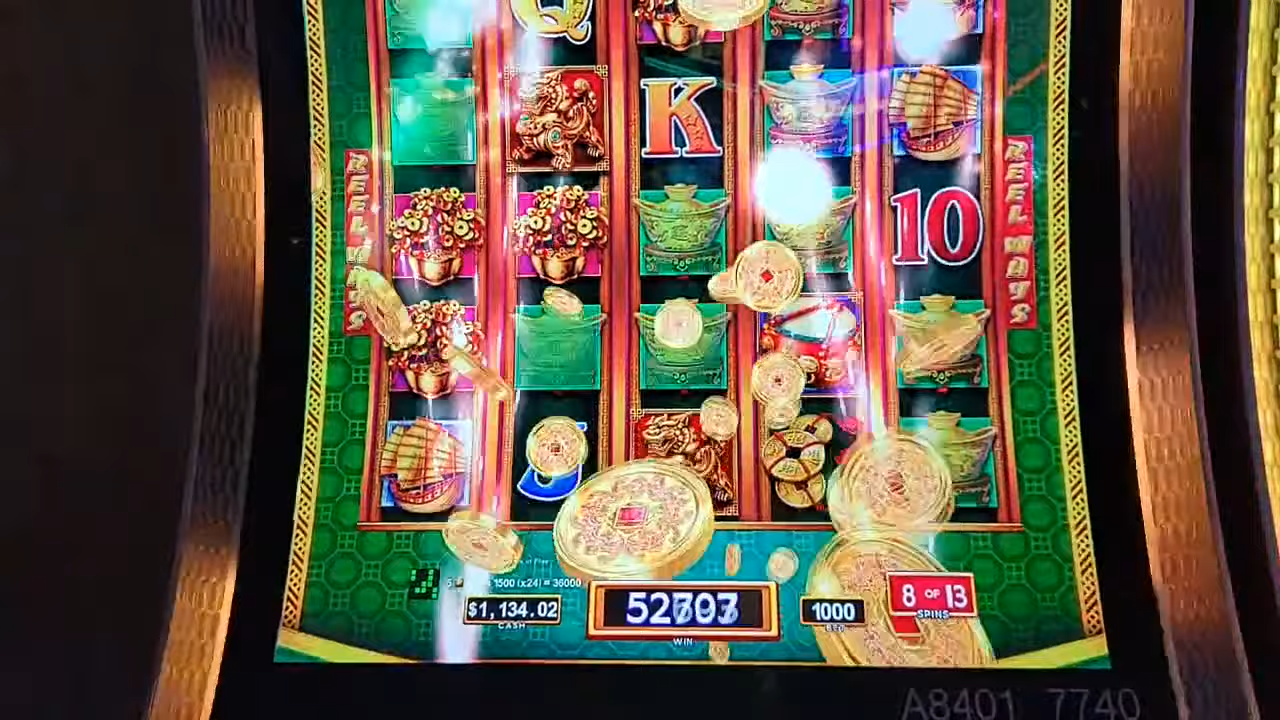 Q
K
10
REEL WAYS
REEL WAYS
J
1500 (x24) = 36000
$1,134.02
CASH
WIN
1000
BET
8 OF 13
SPINS
A8401 7740